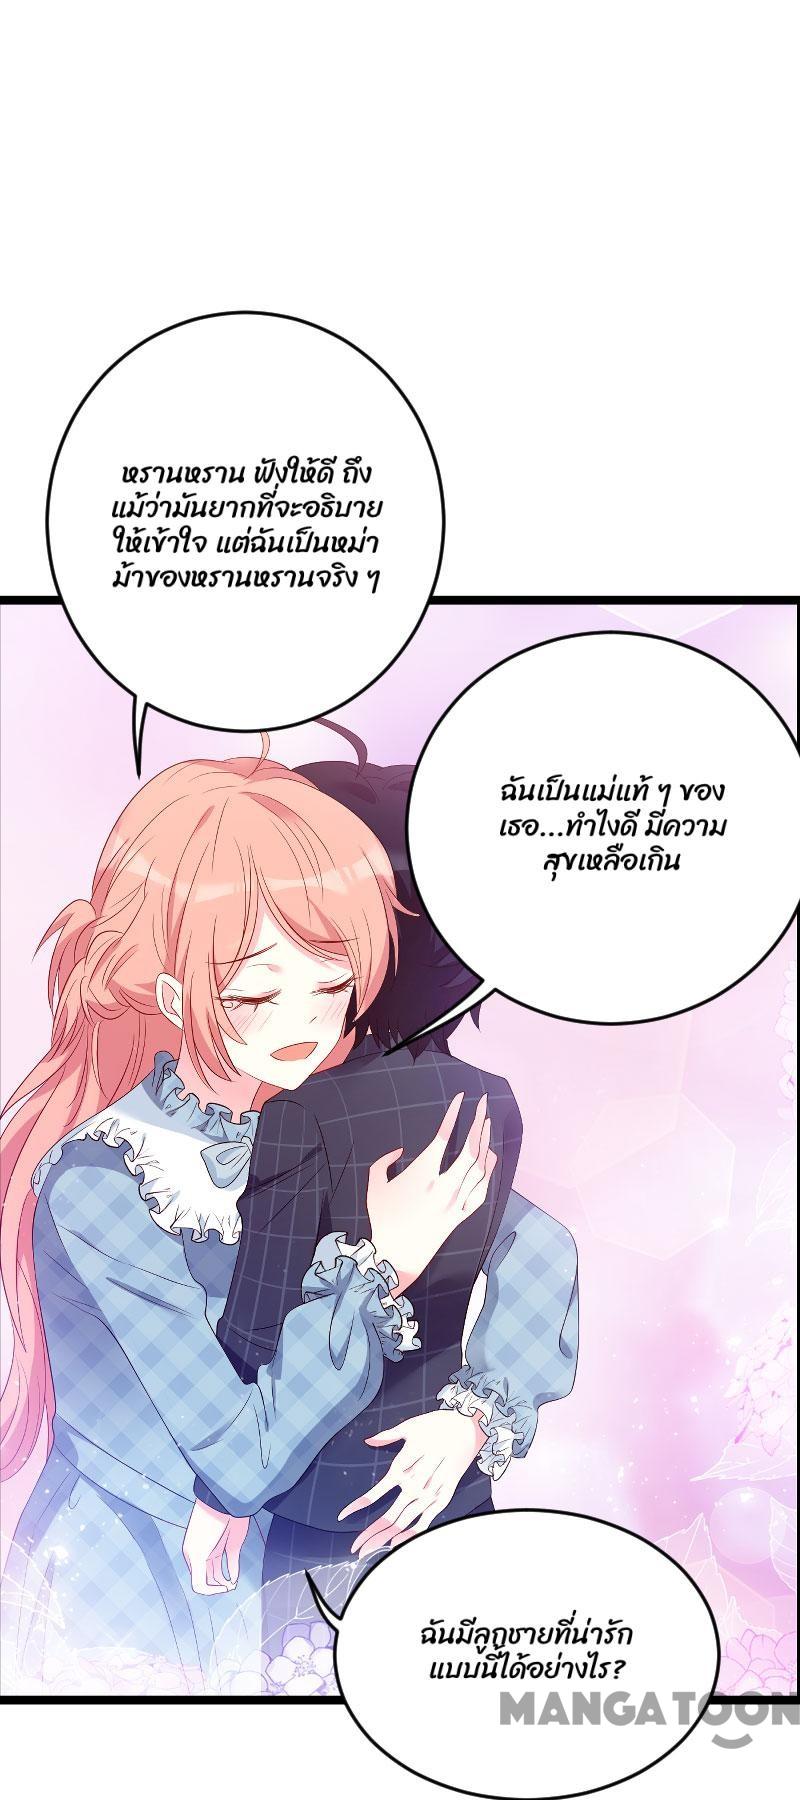 หรานหราน ฟังให้ดี ถึง
แม้ว่ามันยากที่จะอธิบาย
ให้เข้าใจ แต่ฉันเป็นหม่า
ม้าของหรานหรานจริง ๆ
ฉันเป็นแม่แท้ ๆ ของ
เธอ...ทำไงดี มีความ
สุขเหลือเกิน
ฉันมีลูกชายที่น่ารัก
แบบนี้ได้อย่างไร?
MANGATOON